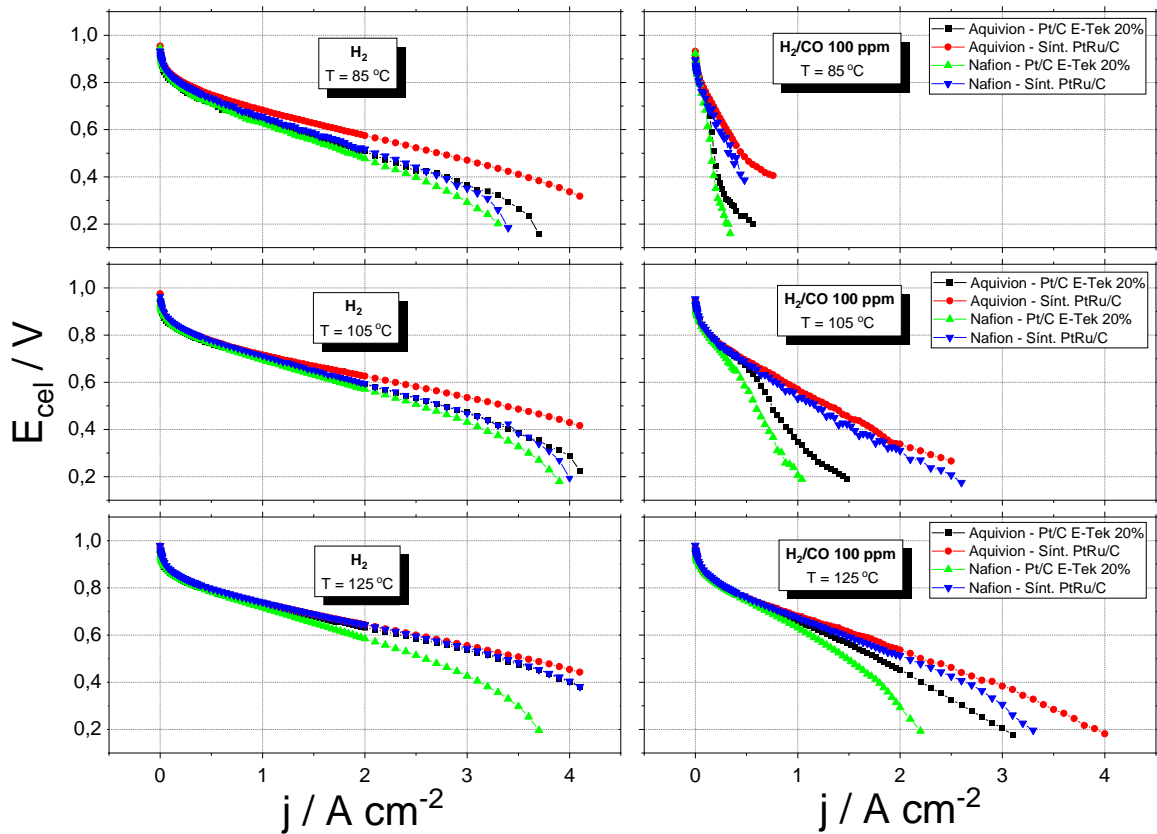 1,0
0,8
0,6
0,4
0,2
H2
T = 85 °C
H2/CO 100 ppm
T = 85 °C
Aquivion - Pt/C E-Tek 20%
Aquivion - Sínt. PtRu/C
Nafion - Pt/C E-Tek 20%
Nafion - Sínt. PtRu/C
1,0
0,8
0,6
0,4
0,2
H2
T = 105 °C
H2/CO 100 ppm
T = 105 °C
Aquivion - Pt/C E-Tek 20%
Aquivion - Sínt. PtRu/C
Nafion - Pt/C E-Tek 20%
Nafion - Sínt. PtRu/C
Ecel / V
1,0
0,8
0,6
0,4
0,2
H2
T = 125 °C
H2/CO 100 ppm
T = 125 °C
Aquivion - Pt/C E-Tek 20%
Aquivion - Sínt. PtRu/C
Nafion - Pt/C E-Tek 20%
Nafion - Sínt. PtRu/C
0 1 2 3 4
0 1 2 3 4
j / A cm-2
j / A cm-2